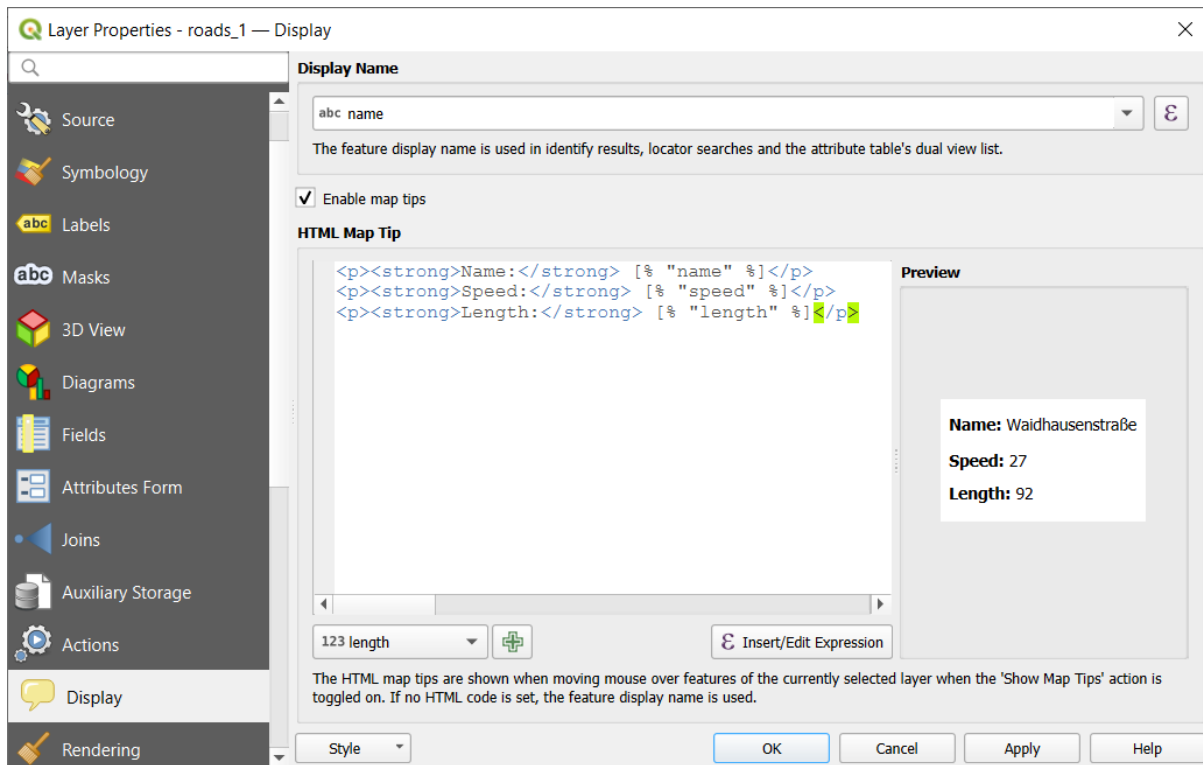 Layer Properties - roads_1 — Display
Source
Symbology
abc Labels
abc Masks
3D View
Diagrams
Fields
Attributes Form
Joins
Auxiliary Storage
Actions
Display
Rendering
Display Name
abc name
ε
The feature display name is used in identify results, locator searches and the attribute table's dual view list.
Enable map tips
HTML Map Tip
<p><strong>Name:</strong> [% "name" %]</p>
<p><strong>Speed:</strong> [% "speed" %]</p>
<p><strong>Length:</strong> [% "length" %]</p>
Preview
Name: Waidhausenstraße
Speed: 27
Length: 92
123 length
ε Insert/Edit Expression
The HTML map tips are shown when moving mouse over features of the currently selected layer when the 'Show Map Tips' action is
toggled on. If no HTML code is set, the feature display name is used.
Style
OK
Cancel
Apply
Help